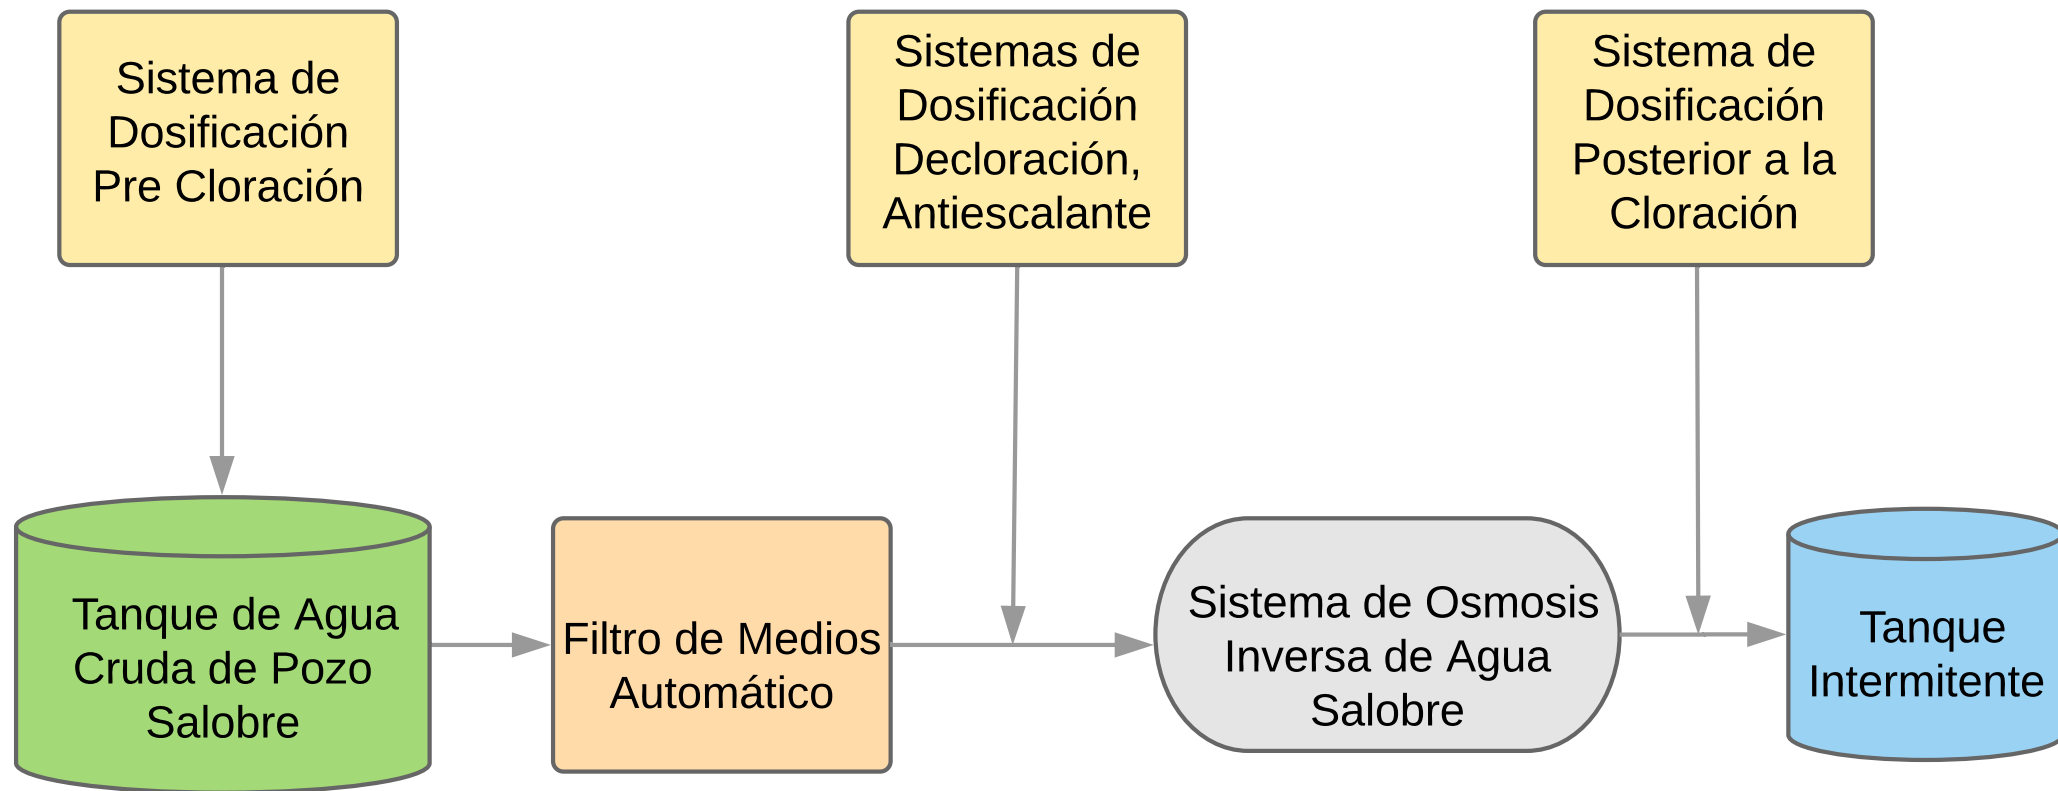 Sistema de
Dosificación
Pre Cloración
Sistemas de
Dosificación
Decloración,
Antiescalante
Sistema de
Dosificación
Posterior a la
Cloración
Tanque de Agua
Cruda de Pozo
Salobre
Filtro de Medios
Automático
Sistema de Osmosis
Inversa de Agua
Salobre
Tanque
Intermitente